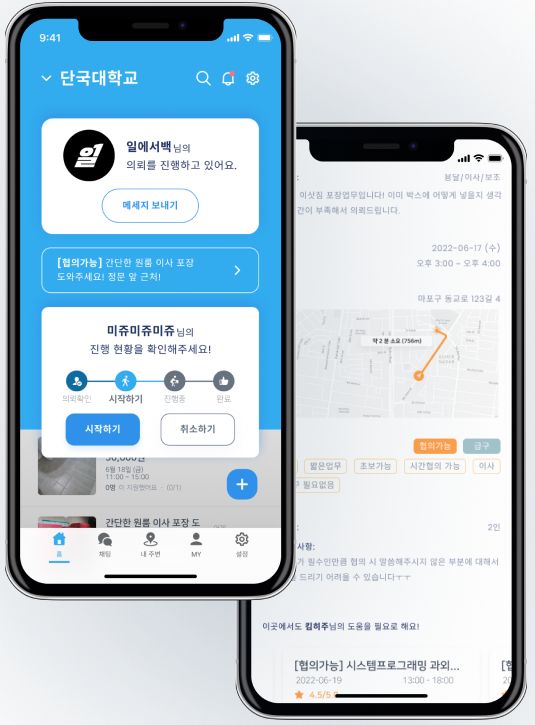 9:41
단국대학교
일
일에서백님의
의뢰를 진행하고 있어요.
메세지 보내기
[협의가능] 간단한 원룸 이사 포장
도와주세요! 정문 앞 근처!
미쥬미쥬미쥬님의
진행 현황을 확인해주세요!
의뢰확인 시작하기 진행중 완료
시작하기 취소하기
30,000원
6월 18일 (금)
11:00 ~ 15:00
0명 이 지원했어요 · (0/1)
간단한 원룸 이사 포장 도
홈 채팅 내 주변 MY 설정
: 봄달/이사/보조
이삿짐 포장업무입니다! 이미 박스에 어떻게 넣을지 생각
간이 부족해서 의뢰드립니다.
2022-06-17 (수)
오후 3:00 ~ 오후 4:00
마포구 동교로 123길 4
약 2 분 소요 (756m)
협의가능 급구
짧은업무 초보가능 시간협의 가능 이사
필요없음
: 2인
사항:
가 필수인만큼 협의 시 말씀해주시지 않은 부분에 대해서
드리기 어려울 수 있습니다ㅜㅜ
이곳에서도 킴히주님의 도움을 필요로 해요!
[협의가능] 시스템프로그래밍 과외...
2022-06-19 13:00 - 18:00
4.5/5.0